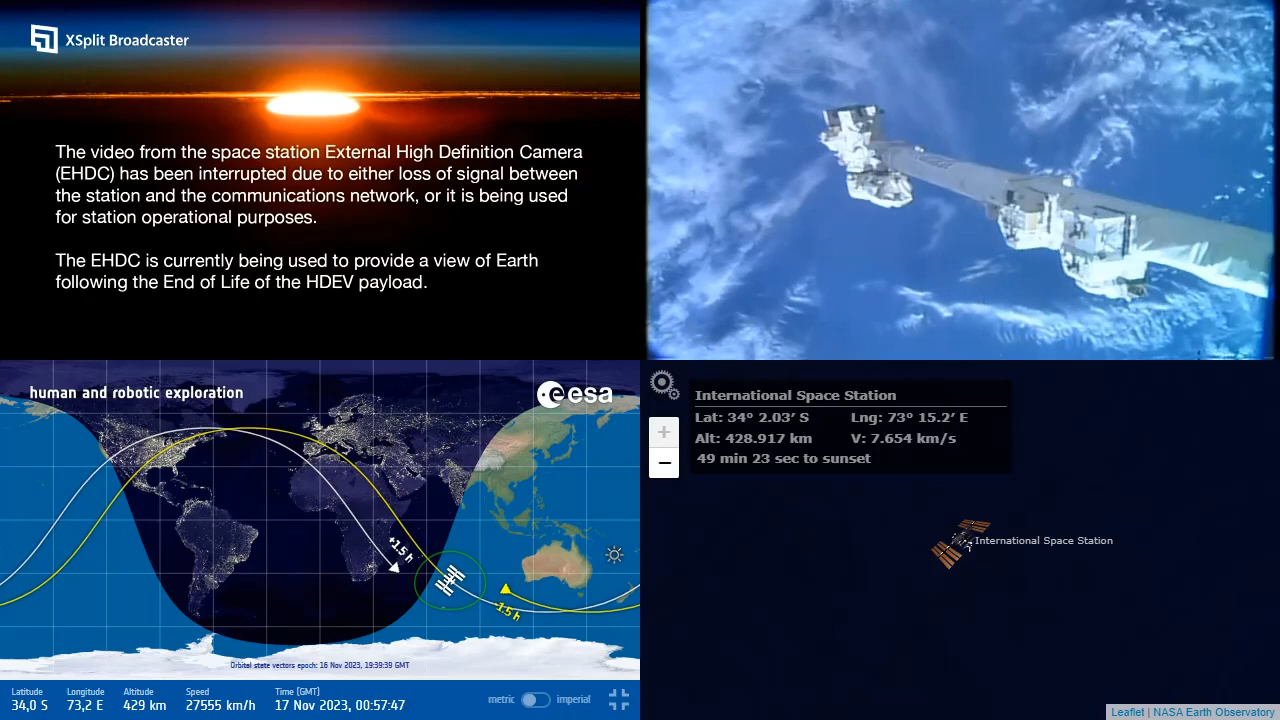 XSplit Broadcaster
The video from the space station External High Definition Camera
(EHDC) has been interrupted due to either loss of signal between
the station and the communications network, or it is being used
for station operational purposes.
The EHDC is currently being used to provide a view of Earth
following the End of Life of the HDEV payload.
human and robotic exploration
esa
+1.5 h
-1.5 h
Orbital state vectors epoch: 16 Nov 2023, 19:39:39 GMT
Latitude
34,0 S
Longitude
73,2 E
Altitude
429 km
Speed
27555 km/h
Time (GMT)
17 Nov 2023, 00:57:47
metric
imperial
+
−
International Space Station
Lat: 34° 2.03′ S
Lng: 73° 15.2′ E
Alt: 428.917 km
V: 7.654 km/s
49 min 23 sec to sunset
International Space Station
Leaflet | NASA Earth Observatory